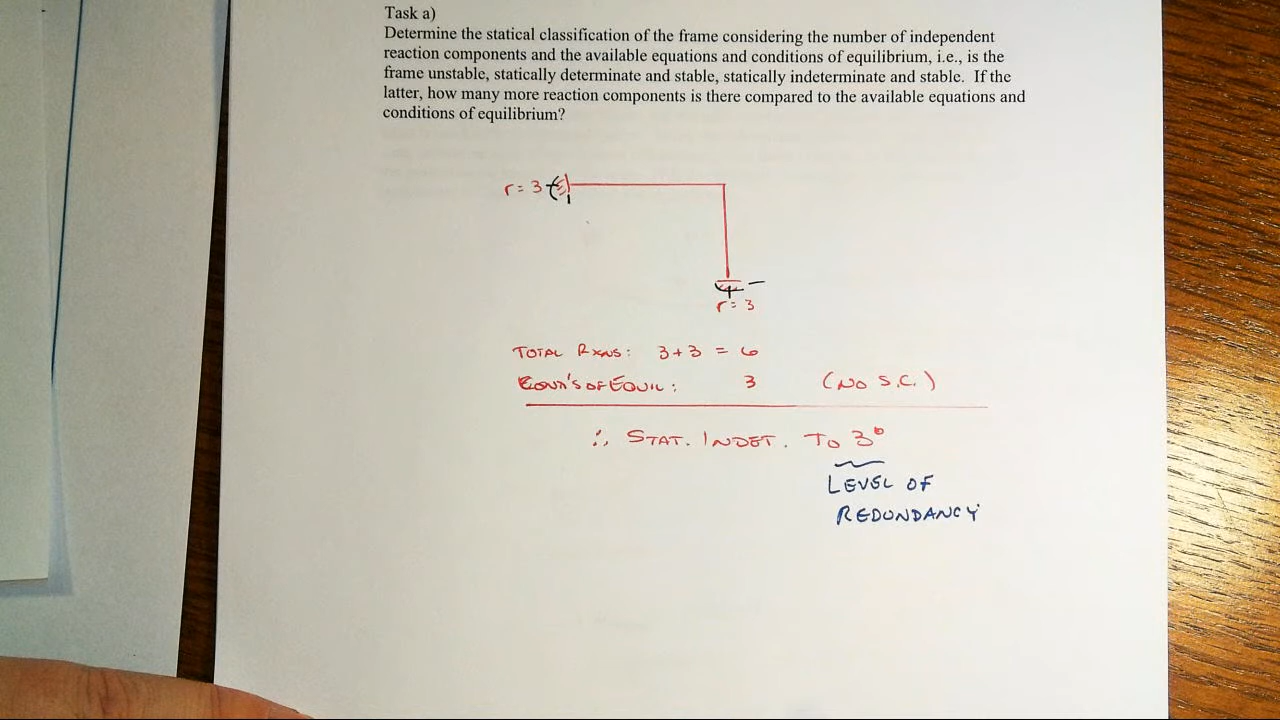 Task a)
Determine the statical classification of the frame considering the number of independent
reaction components and the available equations and conditions of equilibrium, i.e., is the
frame unstable, statically determinate and stable, statically indeterminate and stable. If the
latter, how many more reaction components is there compared to the available equations and
conditions of equilibrium?
r = 3
r = 3
TOTAL RXNS: 3+3 = 6
EQUN'S OF EQUIL: 3 (NO S.C.)
∴ STAT. INDET. TO 3°
LEVEL OF
REDUNDANCY